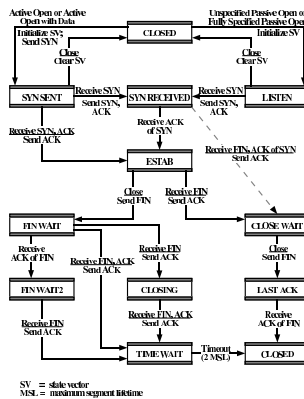 Active Open or Active
Open with Data
Initialize SV;
Send SYN
CLOSED
Unspecified Passive Open or
Fully Specified Passive Open
Initialize SV
Close
Clear SV
Close
Clear SV
SYN SENT
Receive SYN
Send SYN,
ACK
SYN RECEIVED
Receive SYN
Send SYN,
ACK
LISTEN
Receive SYN, ACK
Send ACK
Receive ACK
of SYN
Receive FIN, ACK of SYN
Send ACK
ESTAB
Close
Send FIN
Receive FIN
Send ACK
FIN WAIT
CLOSE WAIT
Receive
ACK of FIN
Receive FIN, ACK
Send ACK
Receive FIN
Send ACK
Close
Send FIN
FIN WAIT2
CLOSING
LAST ACK
Receive FIN
Send ACK
Receive FIN, ACK
Send ACK
Receive
ACK of FIN
TIME WAIT
Timeout
(2 MSL)
CLOSED
SV = state vector
MSL = maximum segment lifetime